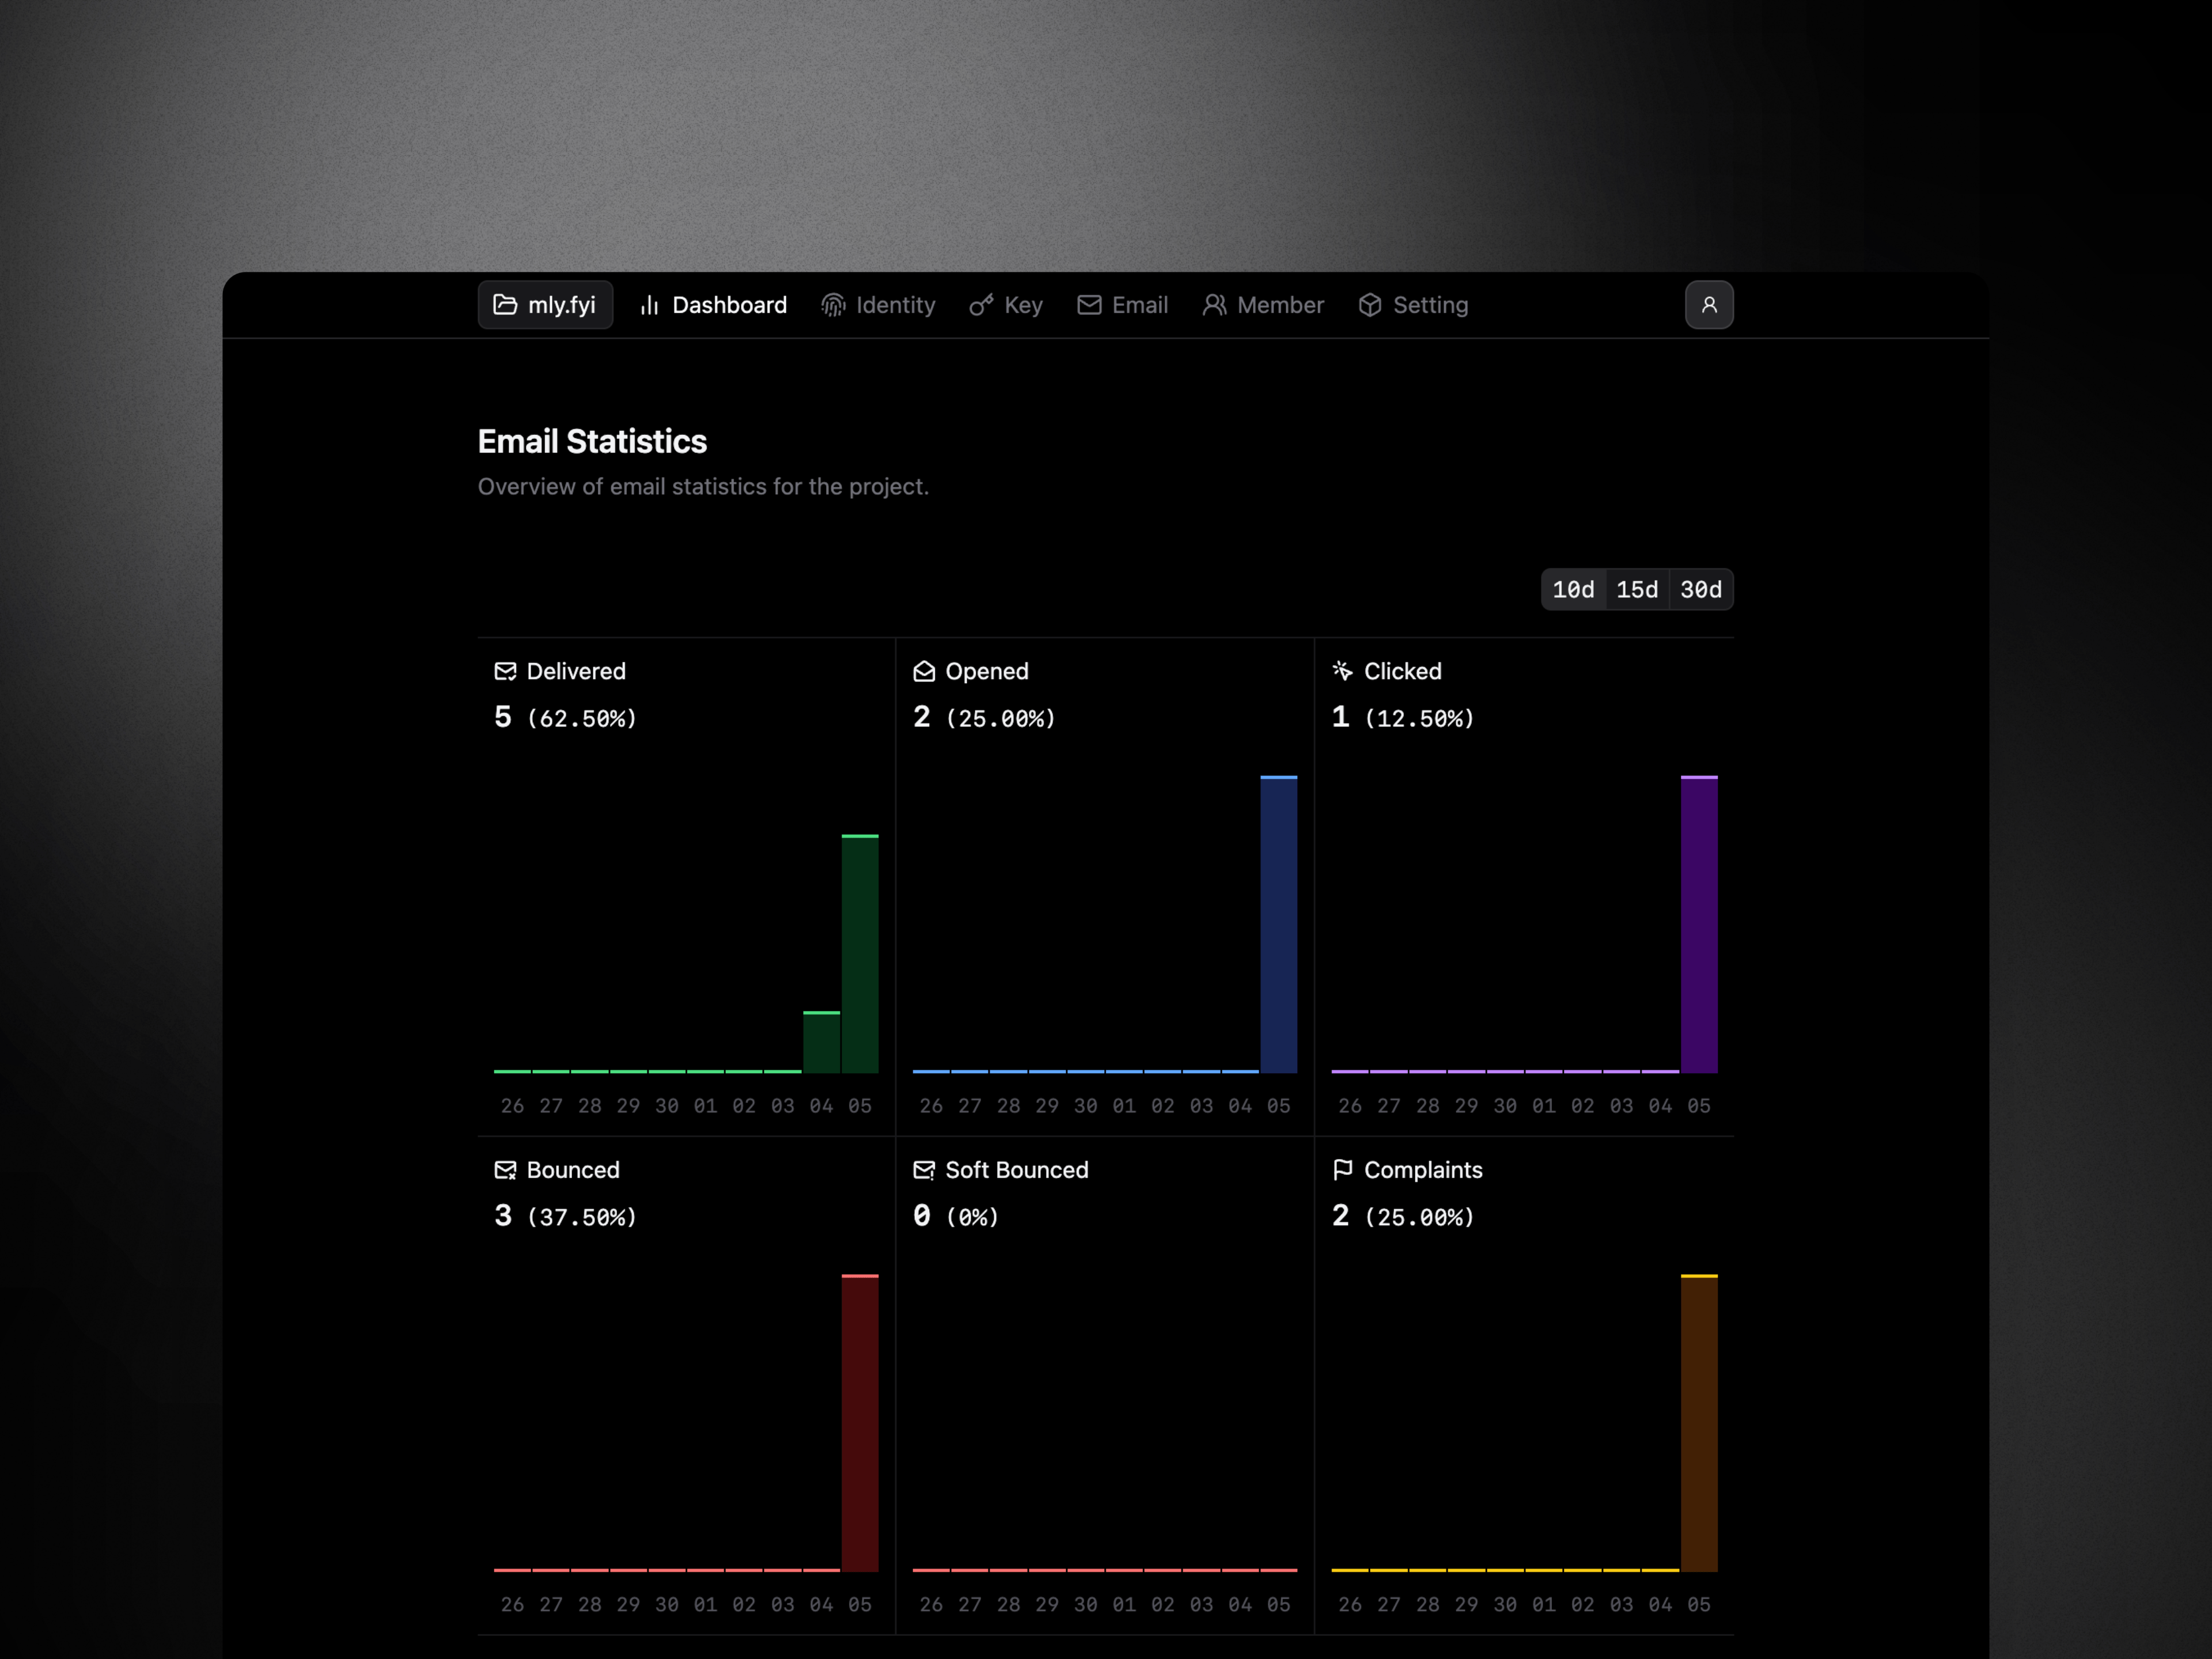 mly.fyi Dashboard Identity Key Email Member Setting
Email Statistics
Overview of email statistics for the project.
10d 15d 30d
Delivered
5 (62.50%)
26 27 28 29 30 01 02 03 04 05
Opened
2 (25.00%)
26 27 28 29 30 01 02 03 04 05
Clicked
1 (12.50%)
26 27 28 29 30 01 02 03 04 05
Bounced
3 (37.50%)
26 27 28 29 30 01 02 03 04 05
Soft Bounced
0 (0%)
26 27 28 29 30 01 02 03 04 05
Complaints
2 (25.00%)
26 27 28 29 30 01 02 03 04 05